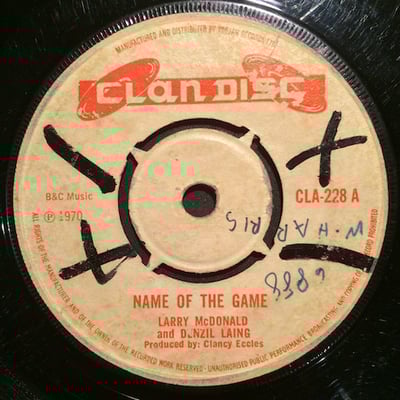 MANUFACTURED AND DISTRIBUTED BY TROJAN RECORDS LTD.
CLAN DISC
B&C Music
℗ 1970
CLA-228 A
W. HARRIS
6888
NAME OF THE GAME
LARRY McDONALD
and DENZIL LAING
Produced by: Clancy Eccles
ALL RIGHTS OF THE MANUFACTURER AND OF THE OWNER OF THE RECORDED WORK RESERVED · UNAUTHORISED PUBLIC PERFORMANCE BROADCASTING AND COPYING OF THIS RECORD PROHIBITED